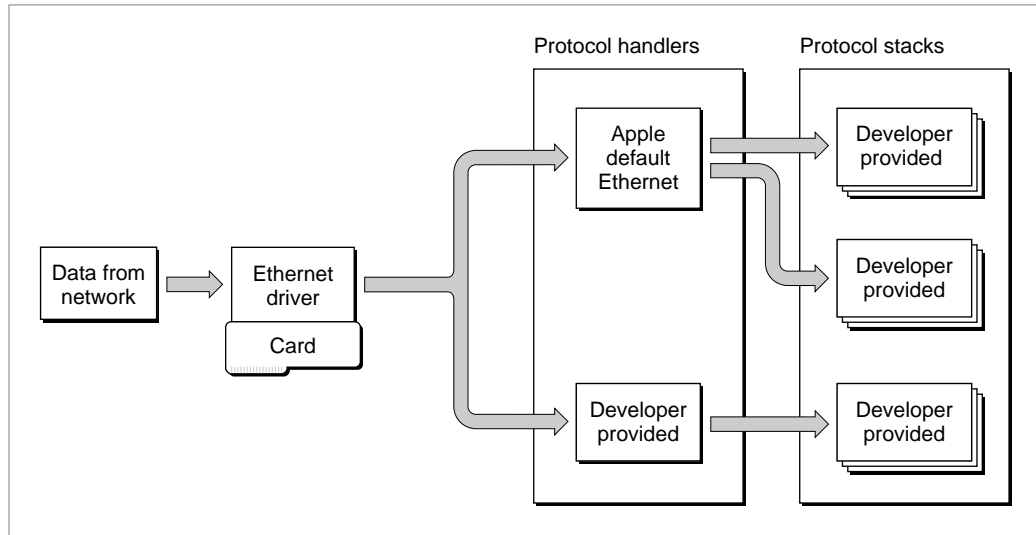 Protocol handlers
Protocol stacks
Apple
default
Ethernet
Developer
provided
Data from
network
Ethernet
driver
Card
Developer
provided
Developer
provided
Developer
provided